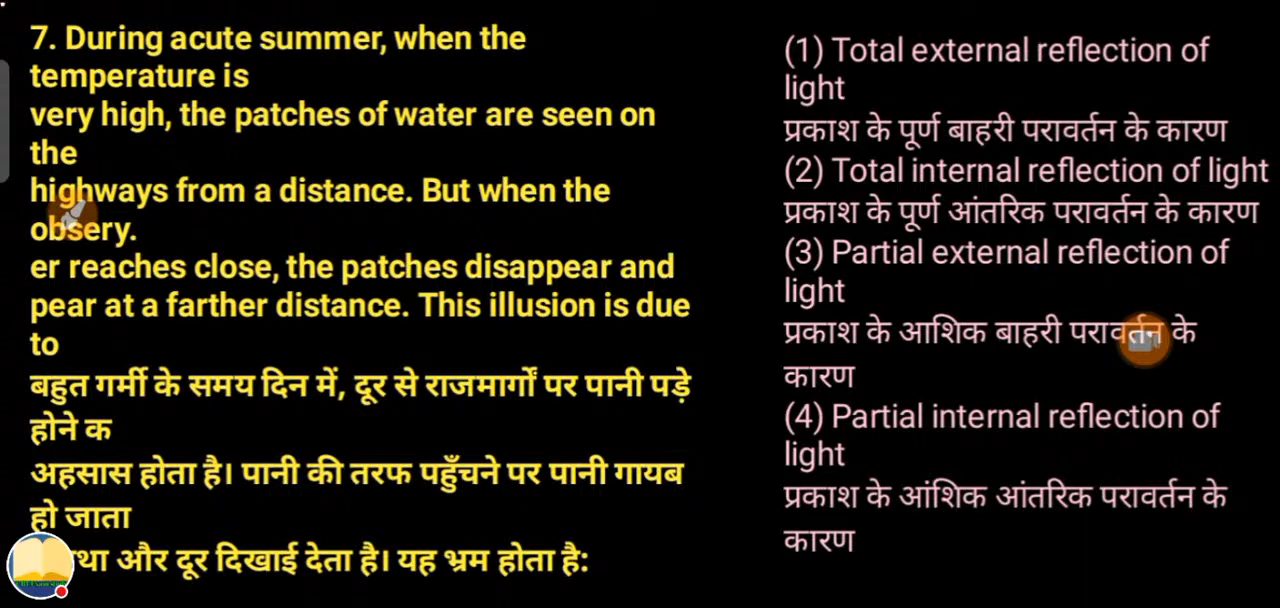 7. During acute summer, when the
temperature is
very high, the patches of water are seen on
the
highways from a distance. But when the
obsery.
er reaches close, the patches disappear and
pear at a farther distance. This illusion is due
to
बहुत गर्मी के समय दिन में, दूर से राजमार्गों पर पानी पड़े
होने क
अहसास होता है। पानी की तरफ पहुँचने पर पानी गायब
हो जाता
था और दूर दिखाई देता है। यह भ्रम होता है:
(1) Total external reflection of
light
प्रकाश के पूर्ण बाहरी परावर्तन के कारण
(2) Total internal reflection of light
प्रकाश के पूर्ण आंतरिक परावर्तन के कारण
(3) Partial external reflection of
light
प्रकाश के आशिक बाहरी परावर्तन के
कारण
(4) Partial internal reflection of
light
प्रकाश के आंशिक आंतरिक परावर्तन के
कारण